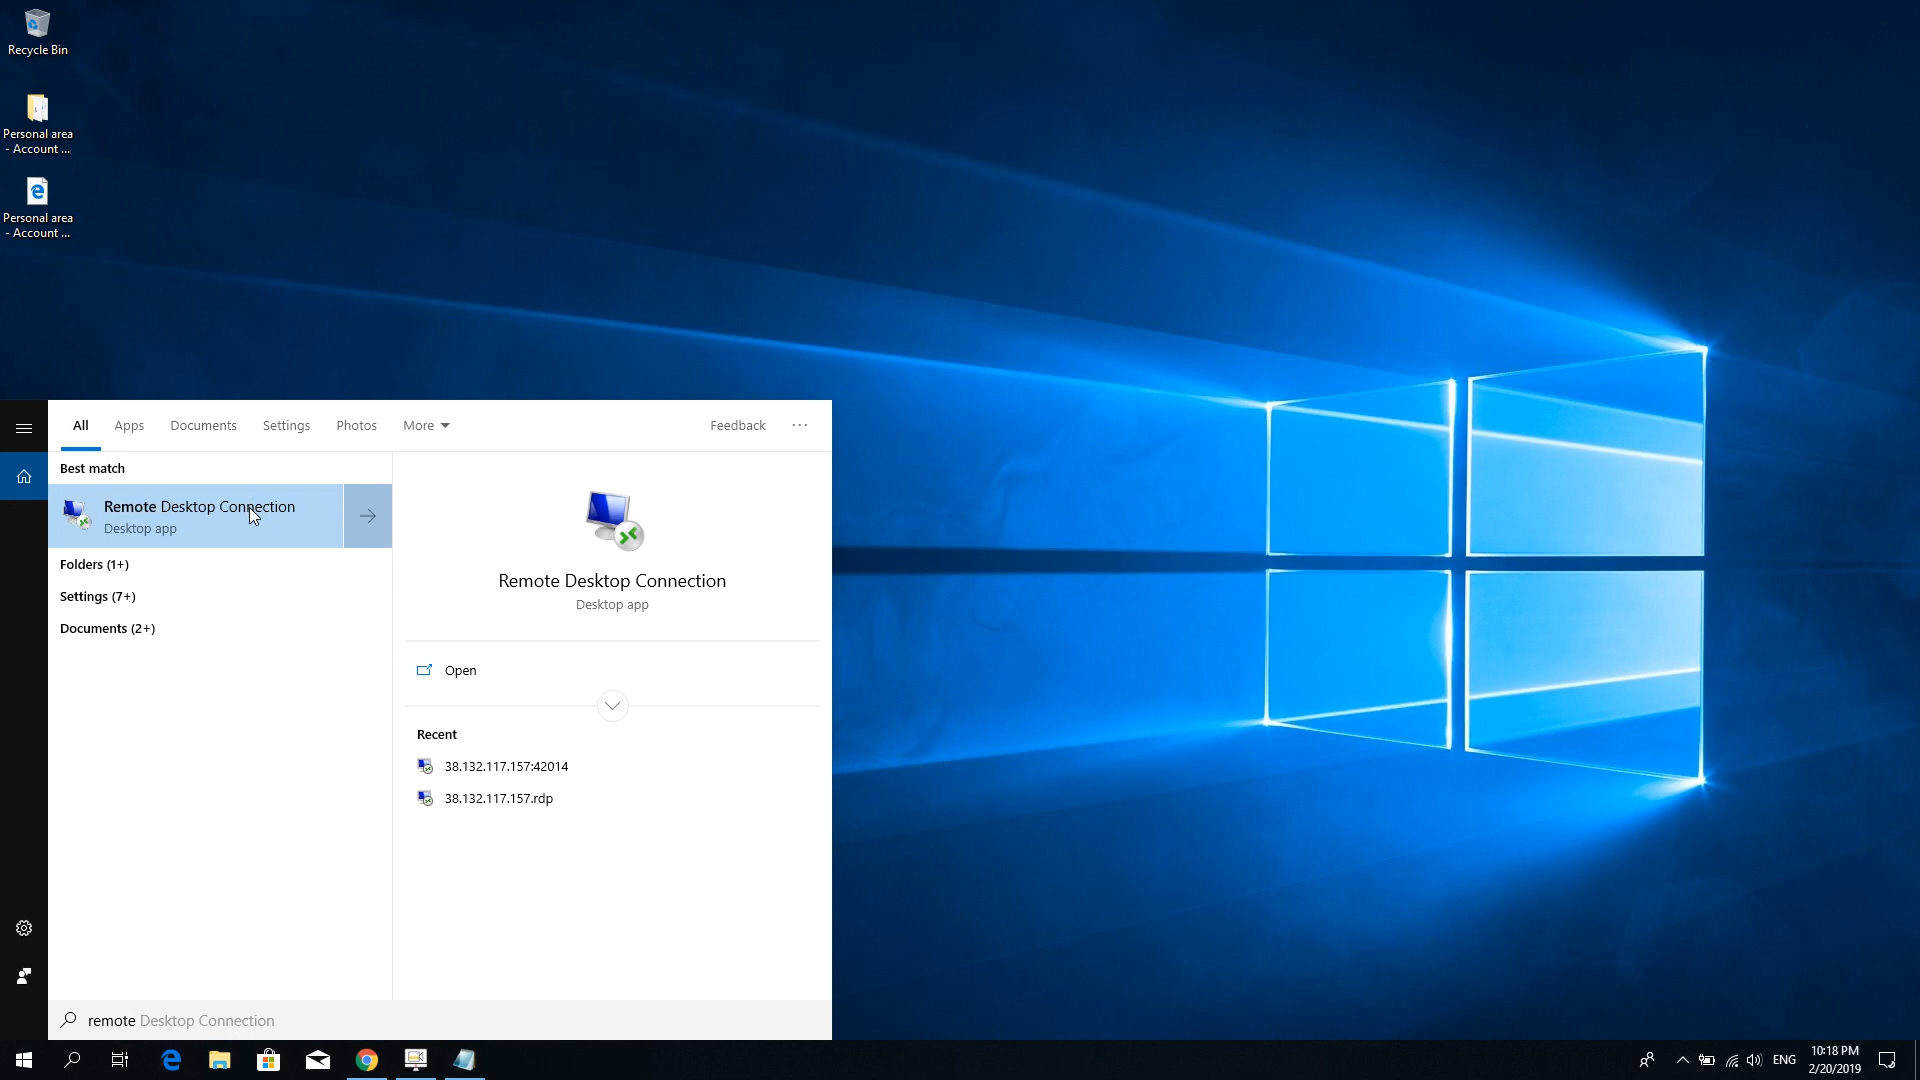 Recycle Bin
Personal area
- Account ...
Personal area
- Account ...
All
Apps
Documents
Settings
Photos
More
Feedback
Best match
Remote Desktop Connection
Desktop app
Folders (1+)
Settings (7+)
Documents (2+)
Remote Desktop Connection
Desktop app
Open
Recent
38.132.117.157:42014
38.132.117.157.rdp
remote Desktop Connection
ENG
10:18 PM
2/20/2019